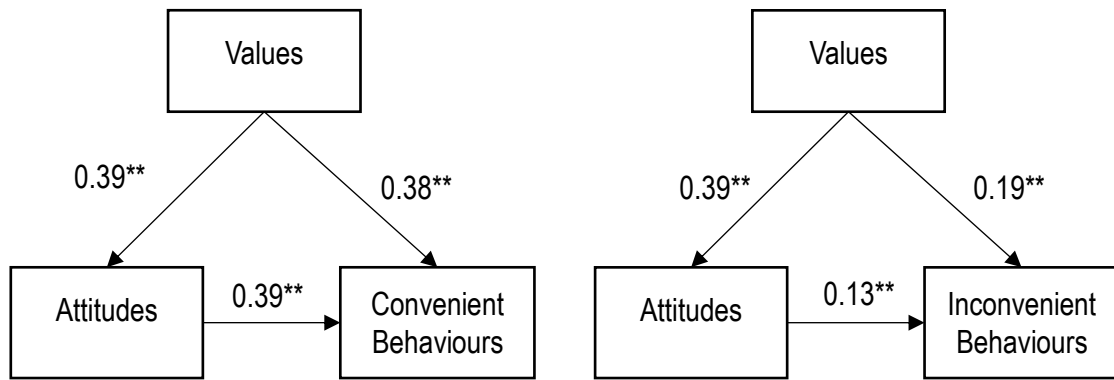 Values
0.39**
0.38**
Attitudes
0.39**
Convenient
Behaviours
Values
0.39**
0.19**
Attitudes
0.13**
Inconvenient
Behaviours